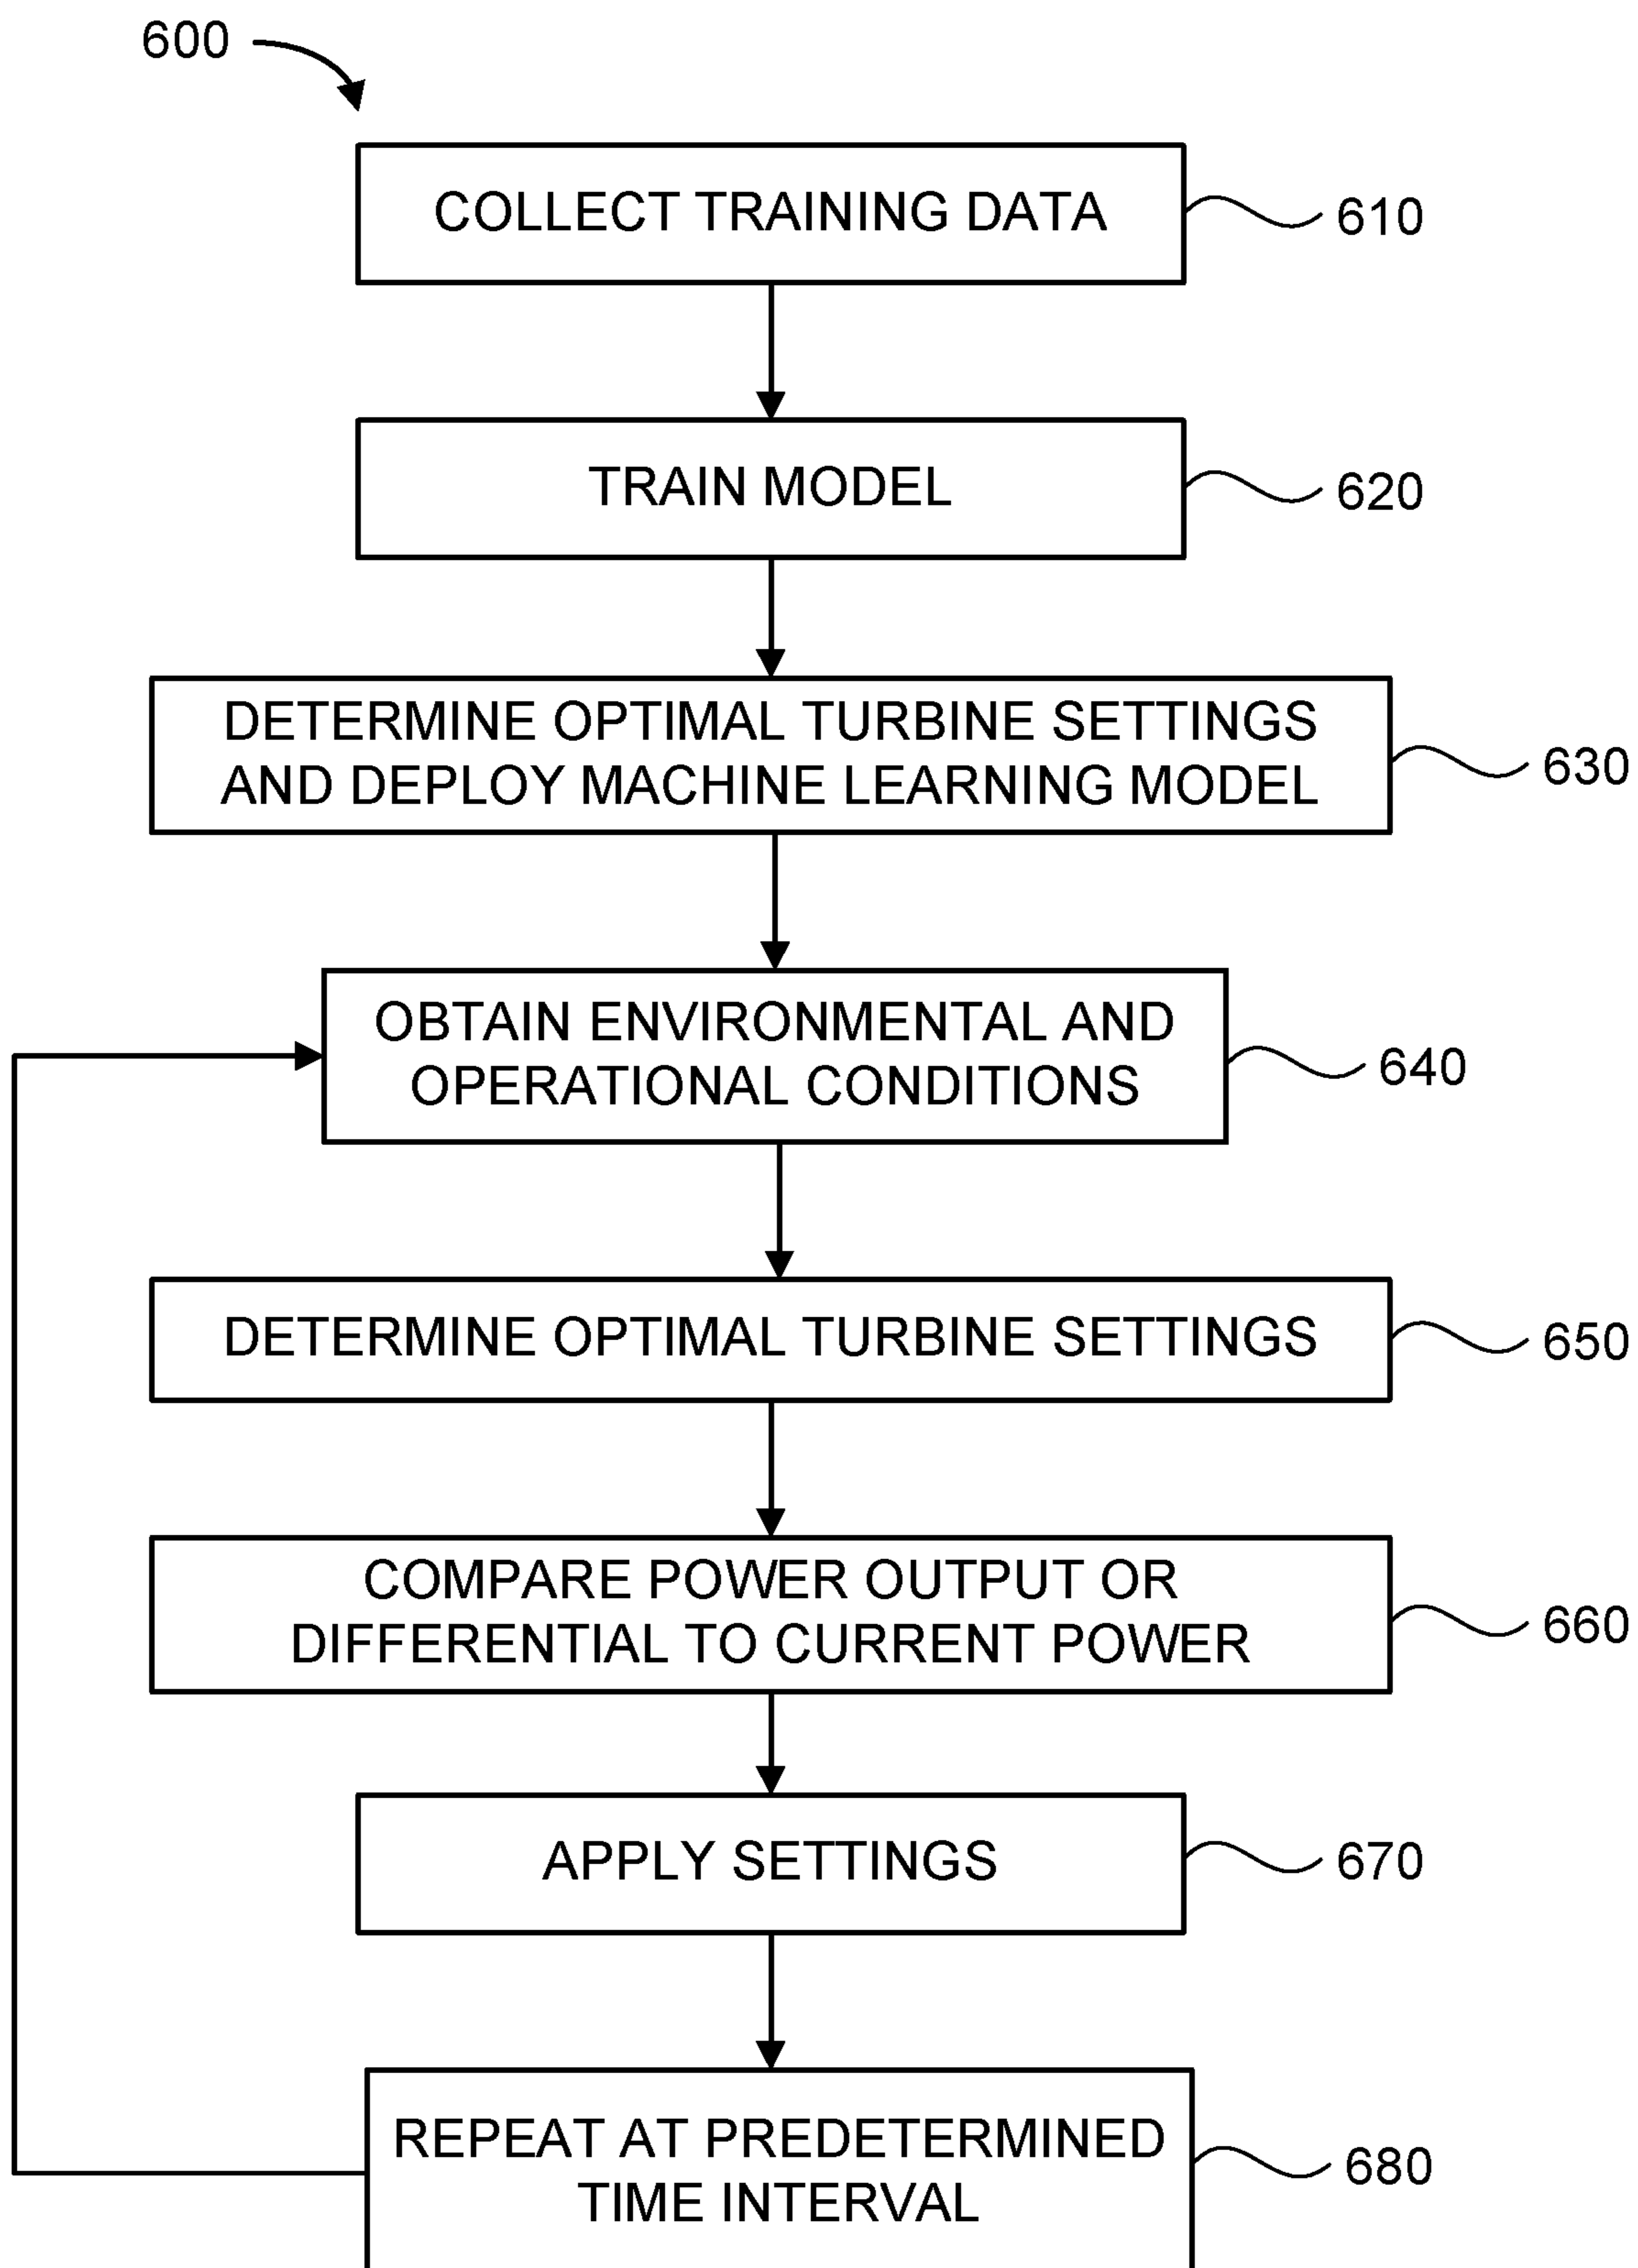 600
COLLECT TRAINING DATA
610
TRAIN MODEL
620
DETERMINE OPTIMAL TURBINE SETTINGS
AND DEPLOY MACHINE LEARNING MODEL
630
OBTAIN ENVIRONMENTAL AND
OPERATIONAL CONDITIONS
640
DETERMINE OPTIMAL TURBINE SETTINGS
650
COMPARE POWER OUTPUT OR
DIFFERENTIAL TO CURRENT POWER
660
APPLY SETTINGS
670
REPEAT AT PREDETERMINED
TIME INTERVAL
680